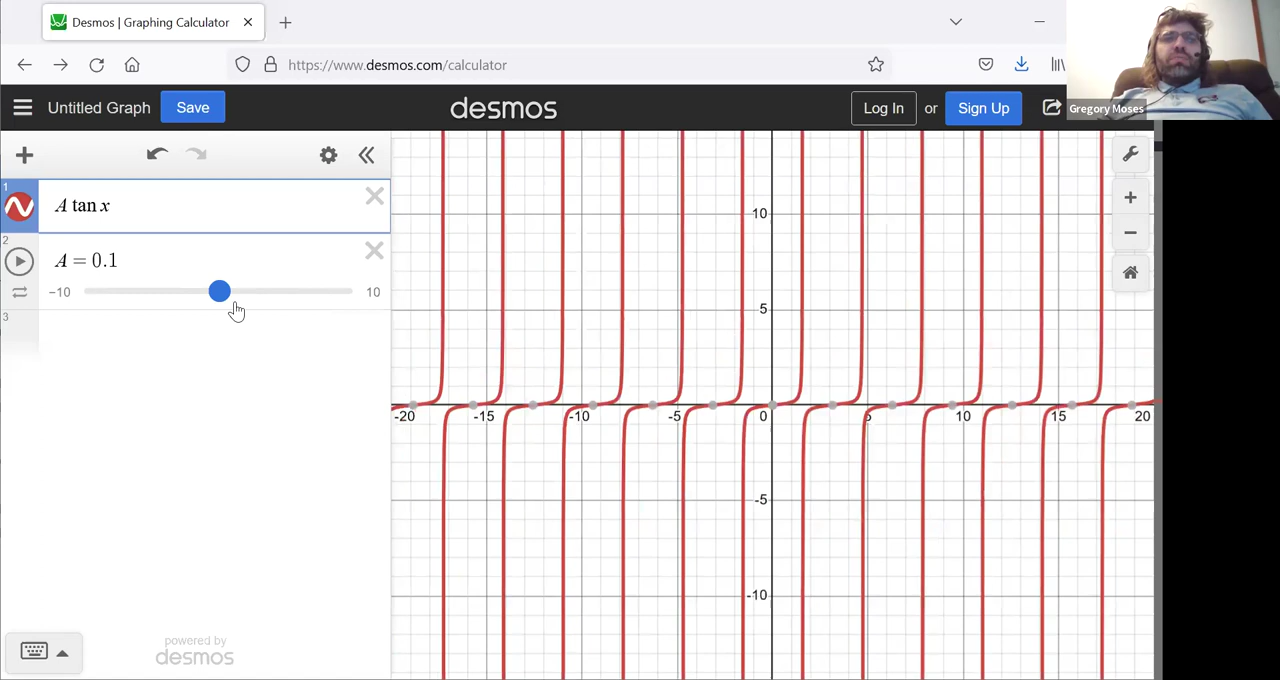 Desmos | Graphing Calculator
https://www.desmos.com/calculator
Gregory Moses
Untitled Graph
Save
desmos
Log In
or
Sign Up
1
A tan x
2
A = 0.1
-10
10
3
10
5
-20
-15
-10
-5
0
5
10
15
20
-5
-10
powered by
desmos